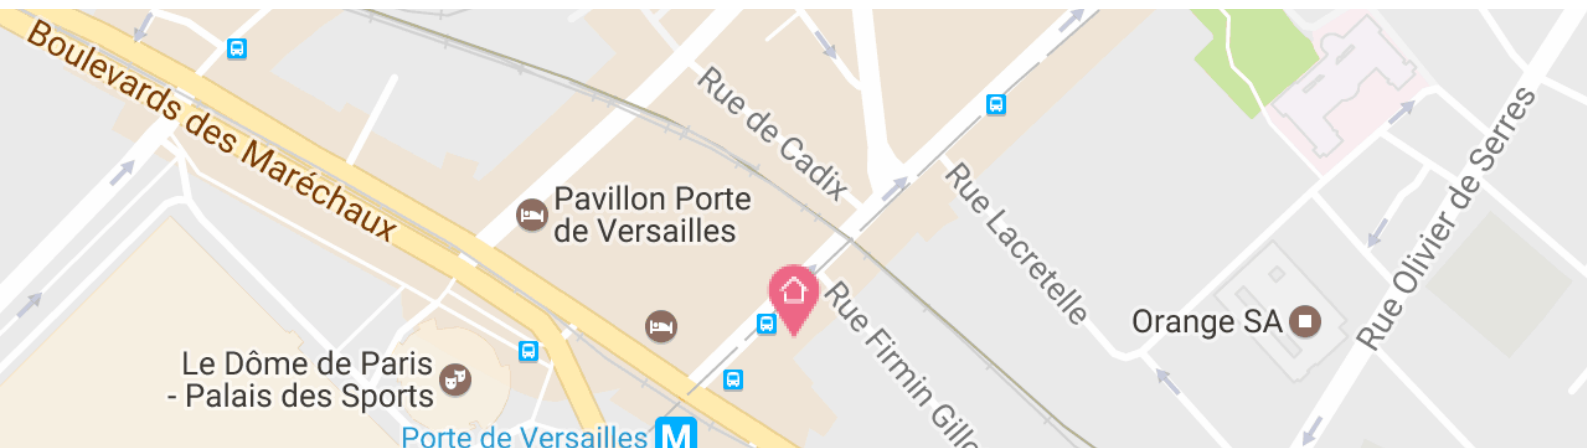 Boulevards des Maréchaux
Rue de Cadix
Pavillon Porte
de Versailles
Rue Lacretelle
Rue Olivier de Serres
Rue Firmin Gillo
Orange SA
Le Dôme de Paris
- Palais des Sports
Porte de Versailles M